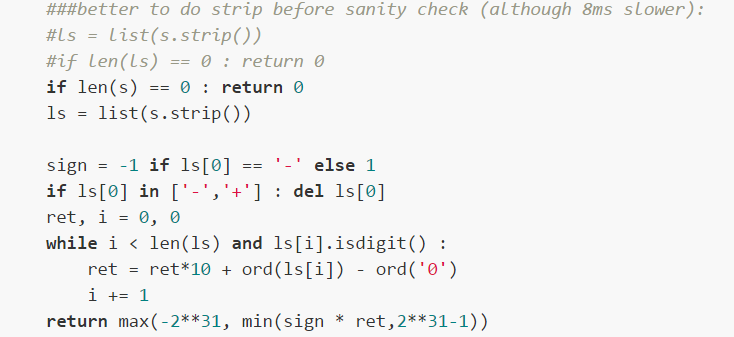 ###better to do strip before sanity check (although 8ms slower):
#ls = list(s.strip())
#if len(ls) == 0 : return 0
if len(s) == 0 : return 0
ls = list(s.strip())

sign = -1 if ls[0] == '-' else 1
if ls[0] in ['-','+'] : del ls[0]
ret, i = 0, 0
while i < len(ls) and ls[i].isdigit() :
    ret = ret*10 + ord(ls[i]) - ord('0')
    i += 1
return max(-2**31, min(sign * ret,2**31-1))